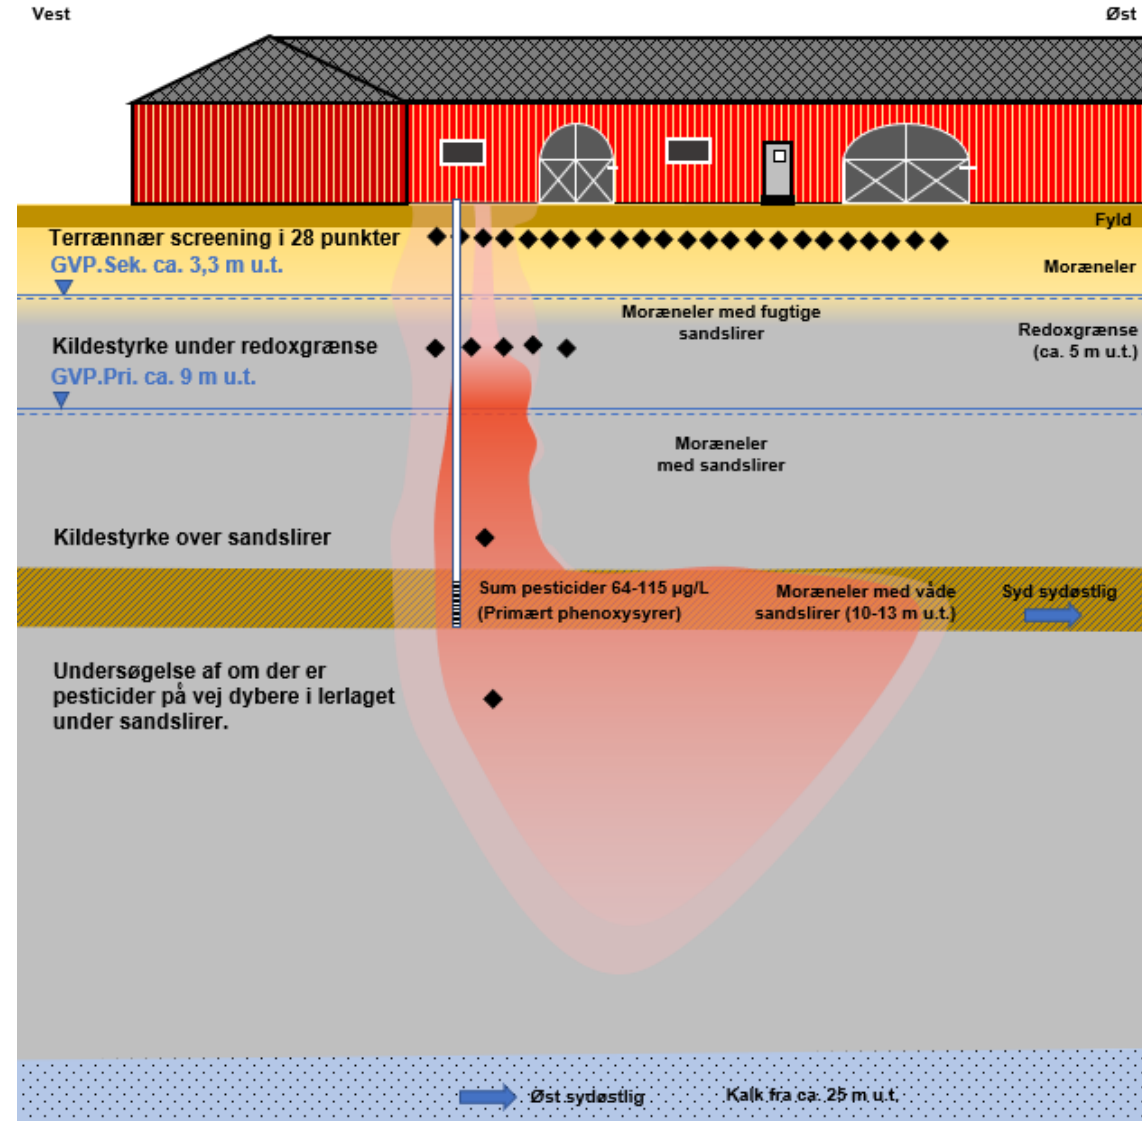 Vest
Øst
Fyld
Terrænnær screening i 28 punkter
GVP.Sek. ca. 3,3 m u.t.
Moræneler
Moræneler med fugtige
sandslirer
Redoxgrænse
(ca. 5 m u.t.)
Kildestyrke under redoxgrænse
GVP.Pri. ca. 9 m u.t.
Moræneler
med sandslirer
Kildestyrke over sandslirer
Sum pesticider 64-115 µg/L
(Primært phenoxysyrer)
Moræneler med våde
sandslirer (10-13 m u.t.)
Syd sydøstlig
Undersøgelse af om der er
pesticider på vej dybere i lerlaget
under sandslirer.
Øst sydøstlig
Kalk fra ca. 25 m u.t.